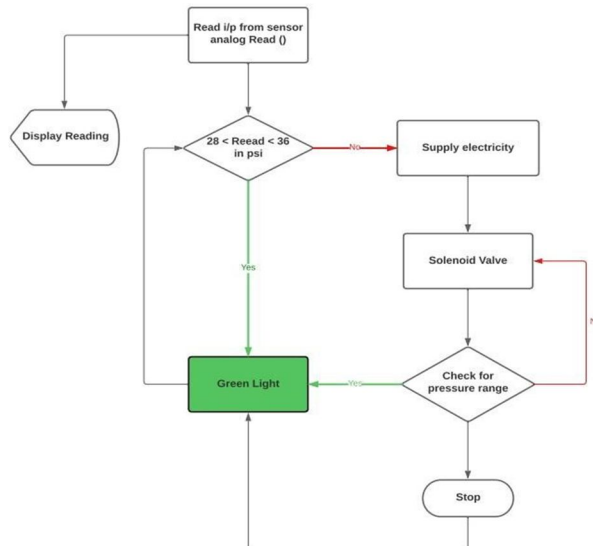 Read i/p from sensor
analog Read ()
Display Reading
28 < Reead < 36
in psi
No
Supply electricity
Yes
Solenoid Valve
Green Light
Yes
Check for
pressure range
Stop